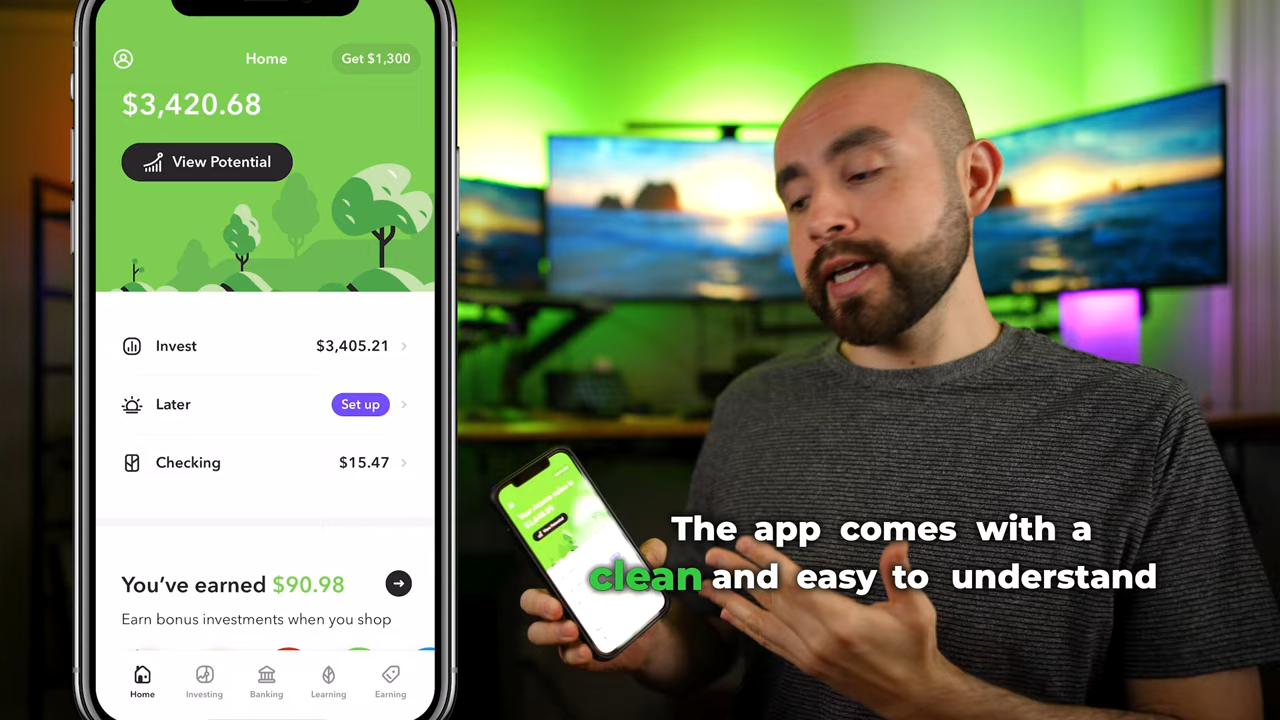 Home
Get $1,300
$3,420.68
View Potential
Invest
$3,405.21
Later
Set up
Checking
$15.47
You’ve earned $90.98
Earn bonus investments when you shop
Home
Investing
Banking
Learning
Earning
The app comes with a
clean and easy to understand